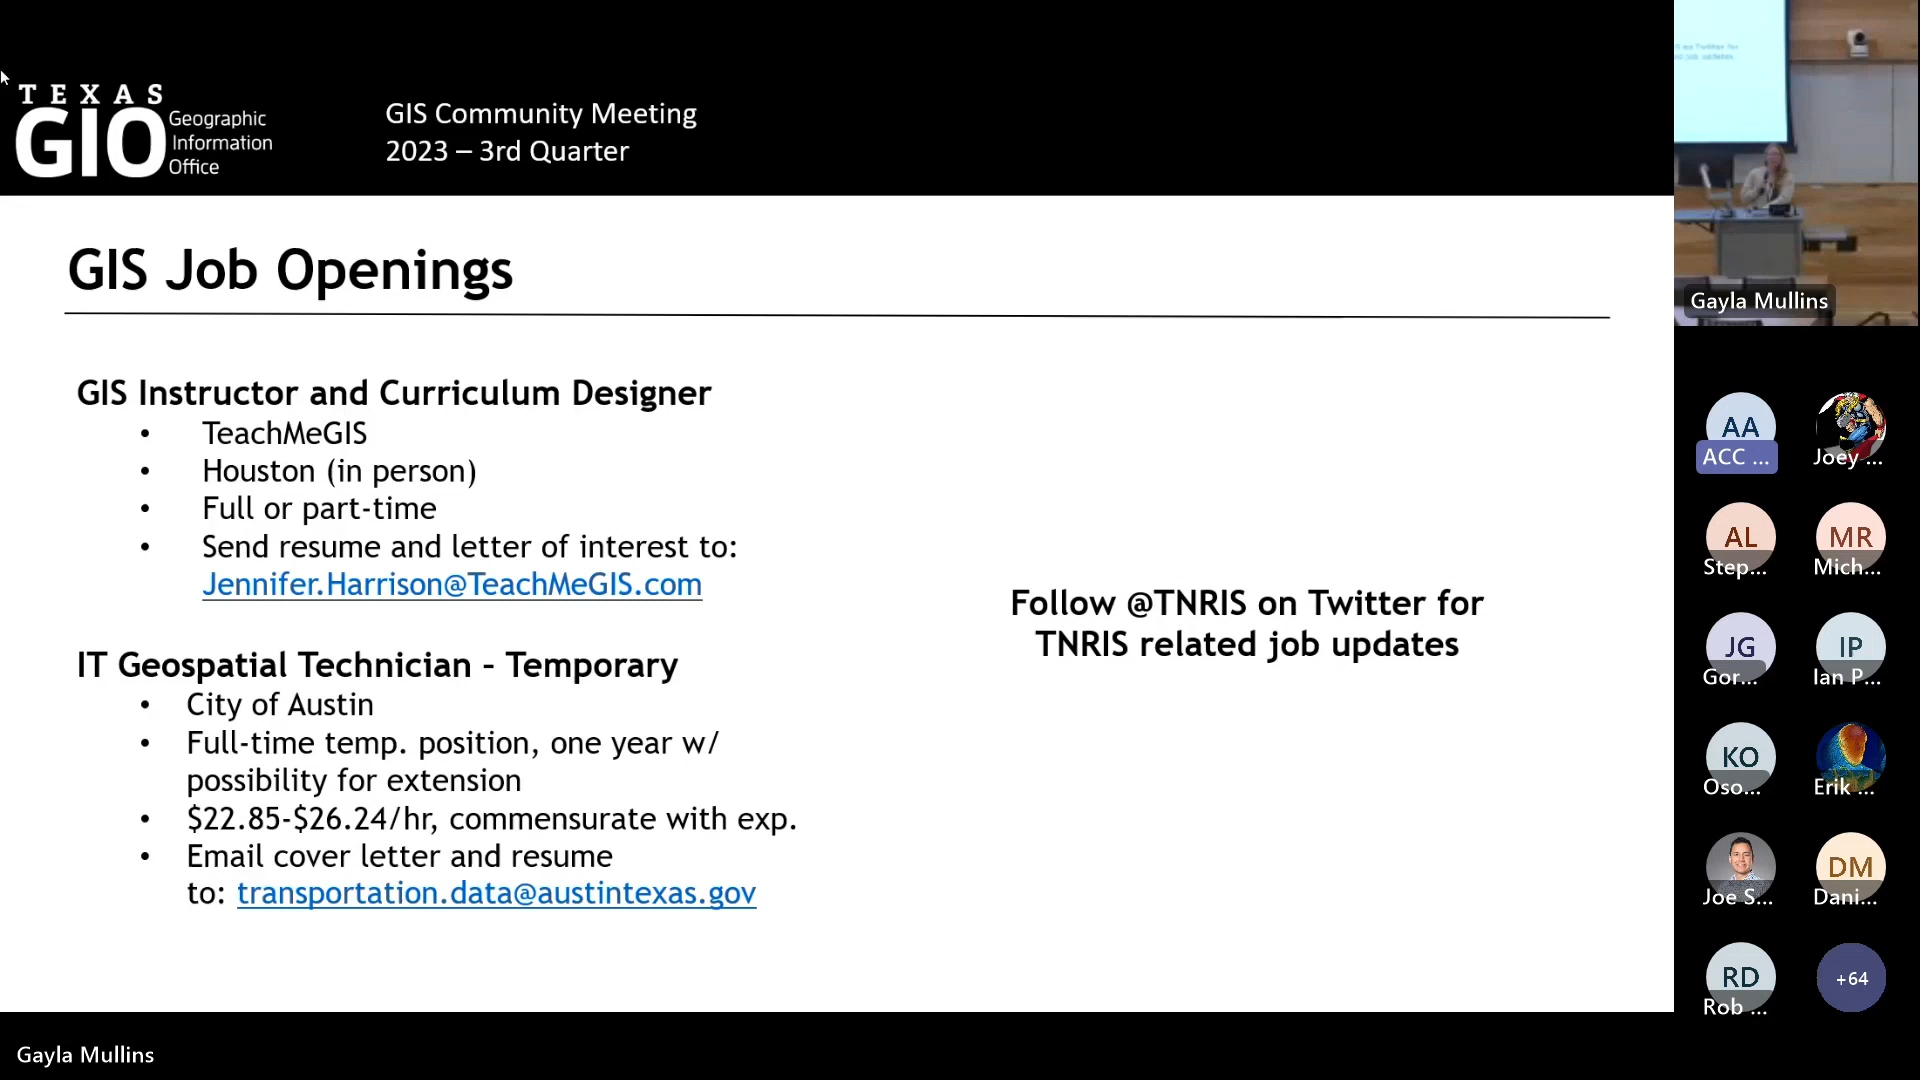 TEXAS
GIO
Geographic
Information
Office
GIS Community Meeting
2023 – 3rd Quarter
GIS Job Openings
GIS Instructor and Curriculum Designer
• TeachMeGIS
• Houston (in person)
• Full or part-time
• Send resume and letter of interest to:
Jennifer.Harrison@TeachMeGIS.com
IT Geospatial Technician – Temporary
• City of Austin
• Full-time temp. position, one year w/
possibility for extension
• $22.85-$26.24/hr, commensurate with exp.
• Email cover letter and resume
to: transportation.data@austintexas.gov
Follow @TNRIS on Twitter for
TNRIS related job updates
Gayla Mullins
AA
ACC ...
Joey ...
AL
Step...
MR
Mich...
JG
Gor...
IP
Ian P...
KO
Oso...
Erik ...
Joe S...
DM
Dani...
RD
Rob ...
+64
Gayla Mullins